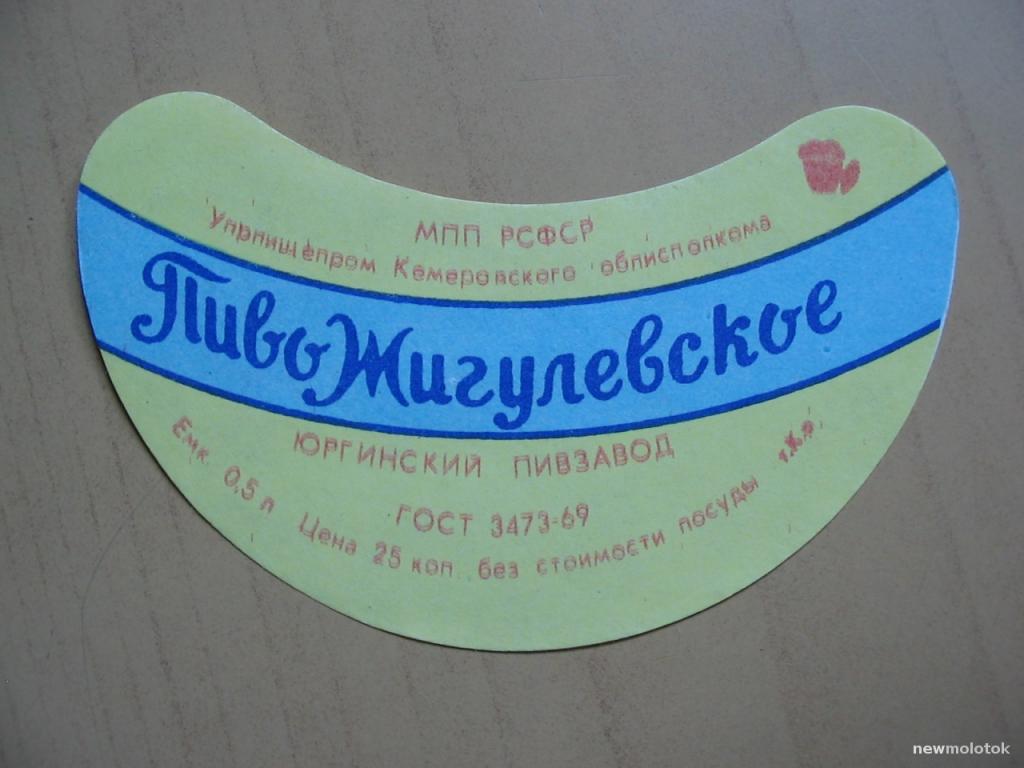 МПП РСФСР
Упрпищепром Кемеровского облисполкома
Пиво Жигулевское
ЮРГИНСКИЙ ПИВЗАВОД
ГОСТ 3473-69
Емк. 0,5 л Цена 25 коп. без стоимости посуды
newmolotok